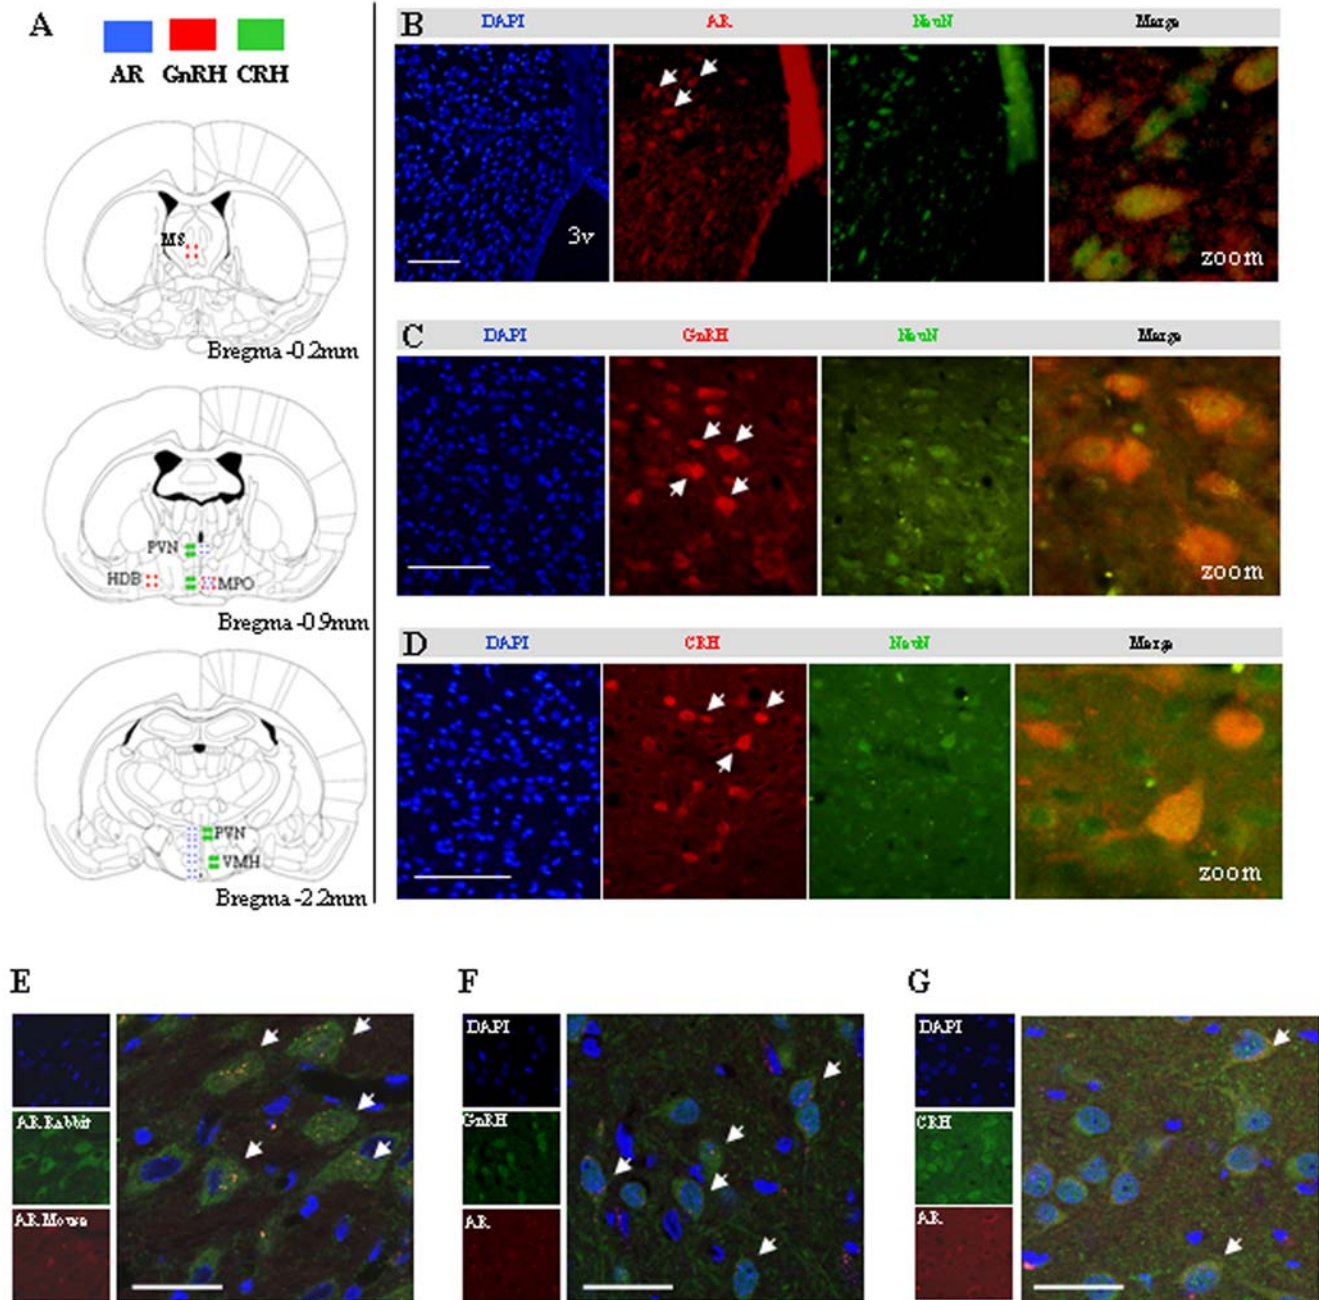 A
AR GnRH CRH
MS
Bregma -0.2mm
PVN
HDB MPO
Bregma -0.9mm
PVN
VMH
Bregma -2.2mm
B DAPI AR NeuN Merge
3v
zoom
C DAPI GnRH NeuN Merge
zoom
D DAPI CRH NeuN Merge
zoom
E
AR Rabbit
AR Mouse
F
DAPI
GnRH
AR
G
DAPI
CRH
AR